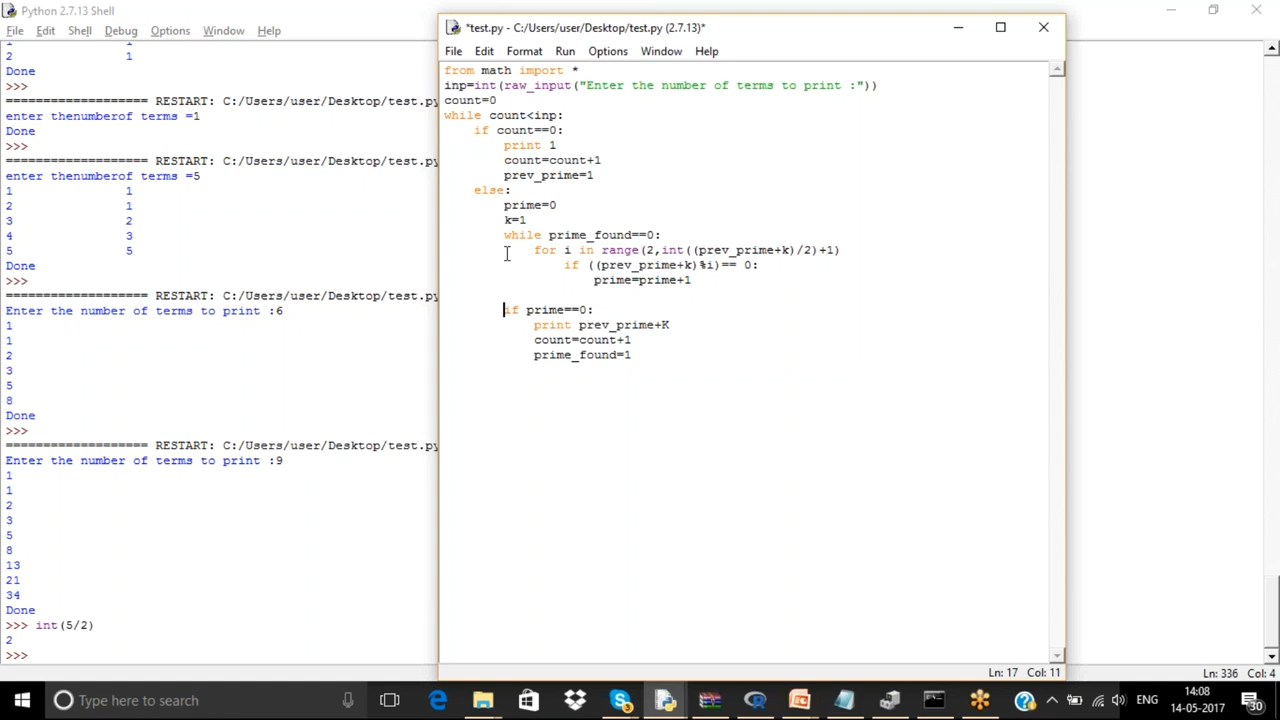 Python 2.7.13 Shell
File Edit Shell Debug Options Window Help
2 1
Done
>>>
=================== RESTART: C:/Users/user/Desktop/test.py
enter thenumberof terms =1
Done
>>>
=================== RESTART: C:/Users/user/Desktop/test.py
enter thenumberof terms =5
1 1
2 1
3 2
4 3
5 5
Done
>>>
=================== RESTART: C:/Users/user/Desktop/test.py
Enter the number of terms to print :6
1
1
2
3
5
8
Done
>>>
=================== RESTART: C:/Users/user/Desktop/test.py
Enter the number of terms to print :9
1
1
2
3
5
8
13
21
34
Done
>>> int(5/2)
2
>>>
Ln: 336 Col: 4
*test.py - C:/Users/user/Desktop/test.py (2.7.13)*
File Edit Format Run Options Window Help
from math import *
inp=int(raw_input("Enter the number of terms to print :"))
count=0
while count<inp:
if count==0:
print 1
count=count+1
prev_prime=1
else:
prime=0
k=1
while prime_found==0:
for i in range(2,int((prev_prime+k)/2)+1)
if ((prev_prime+k)%i)== 0:
prime=prime+1
if prime==0:
print prev_prime+K
count=count+1
prime_found=1
Ln: 17 Col: 11
Type here to search
ENG
14:08
14-05-2017
30